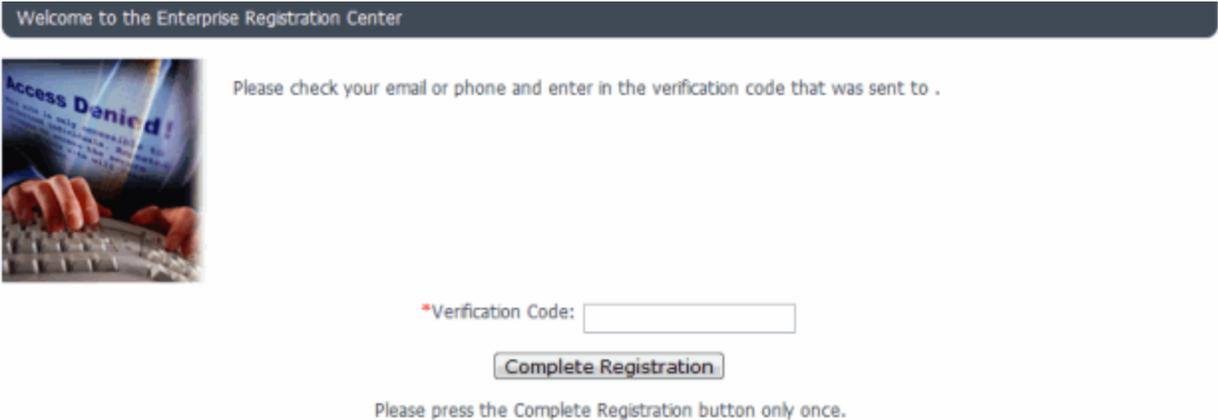 Welcome to the Enterprise Registration Center
Access Denied!
Please check your email or phone and enter in the verification code that was sent to .
*Verification Code:
Complete Registration
Please press the Complete Registration button only once.